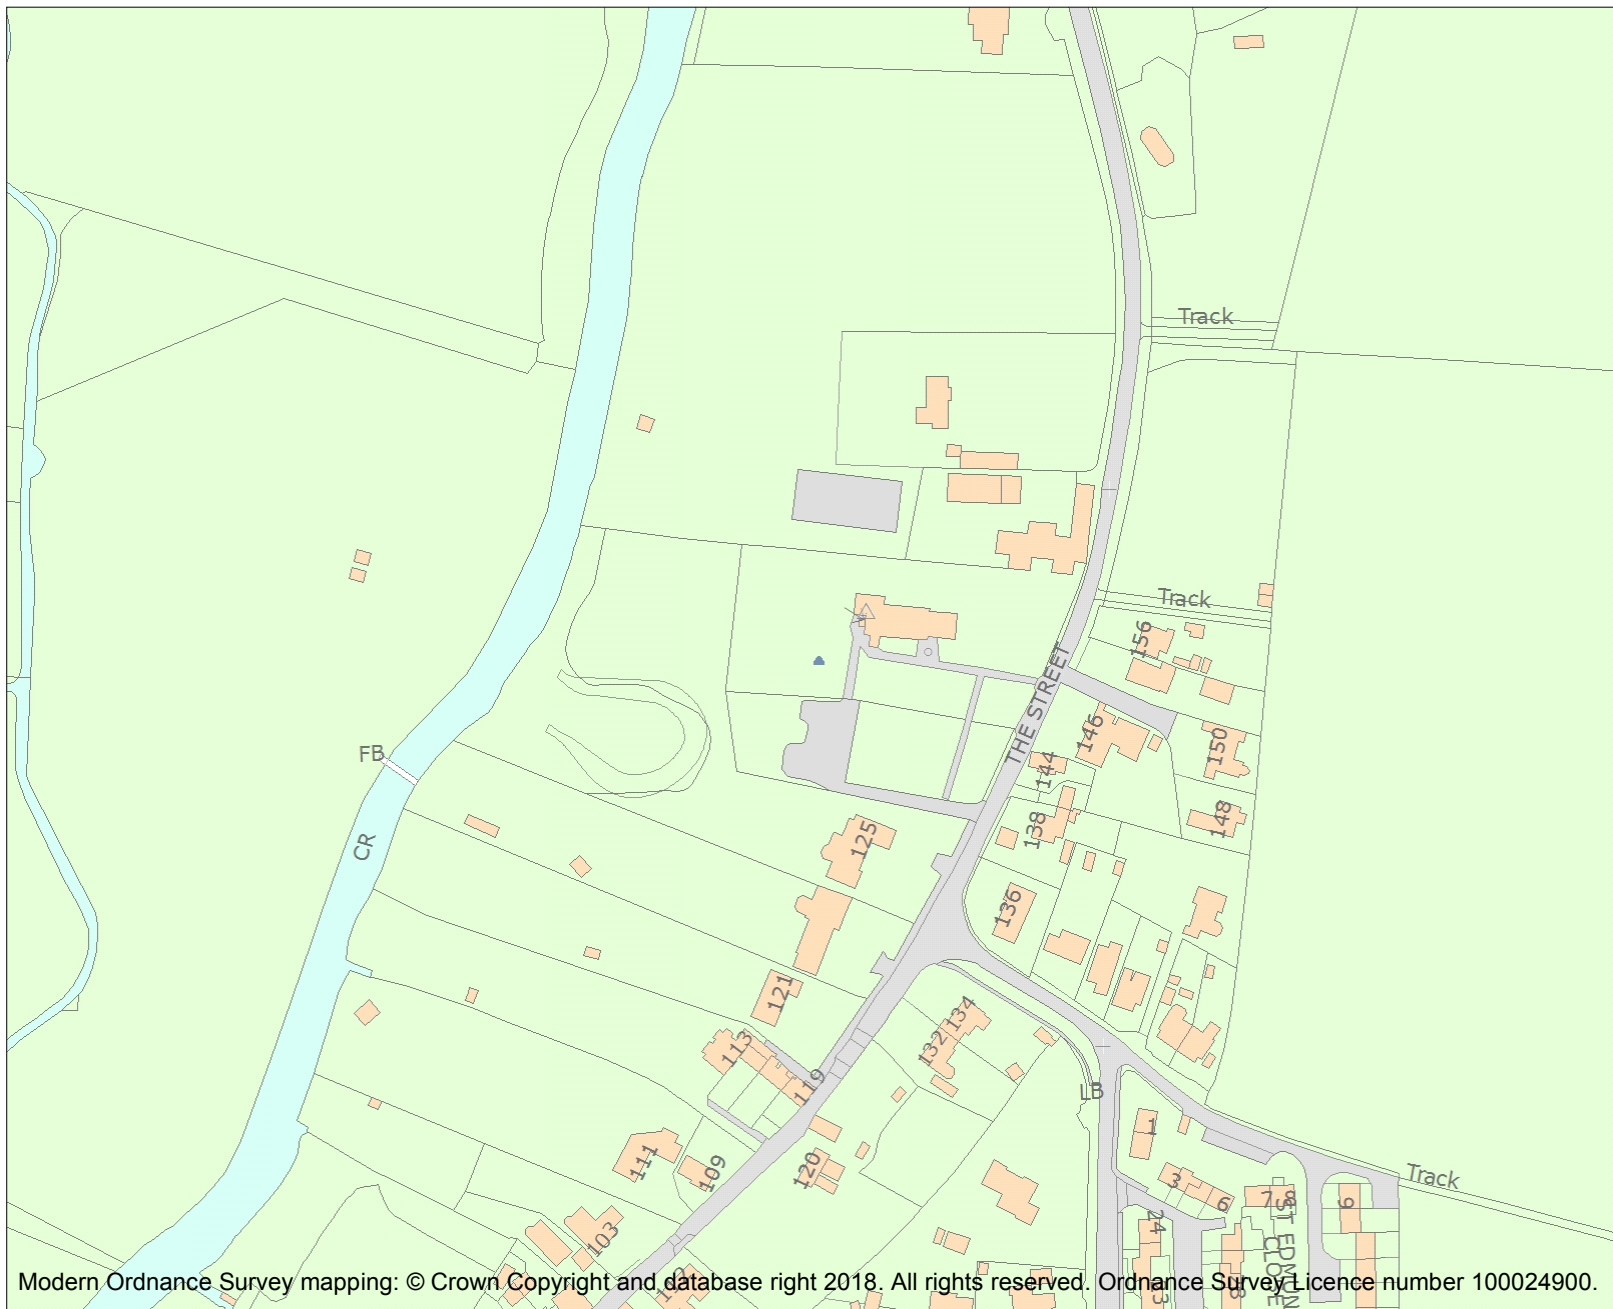 Track
Track
156
THE STREET
146
150
144
FB
148
138
125
CR
136
121
134
132
113
119
LB
1
111
109
120
Track
3
6
7
8
9
24
103
CLOSE
Modern Ordnance Survey mapping: © Crown Copyright and database right 2018. All rights reserved. Ordnance Survey Licence number 100024900.